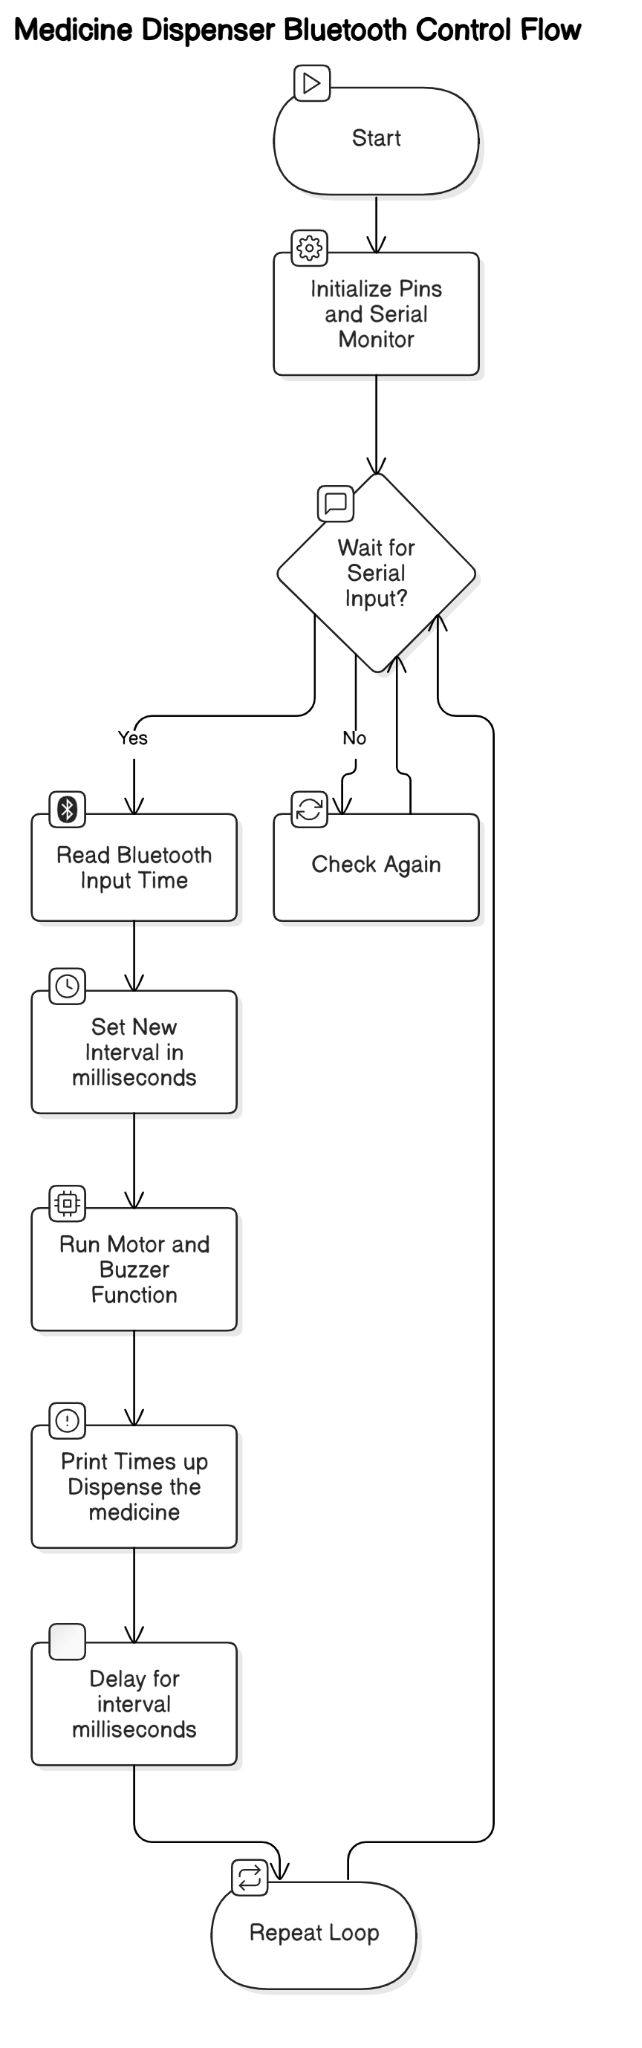 Medicine Dispenser Bluetooth Control Flow
Start
Initialize Pins
and Serial
Monitor
Wait for
Serial
Input?
Yes
No
Read Bluetooth
Input Time
Check Again
Set New
Interval in
milliseconds
Run Motor and
Buzzer
Function
Print Times up
Dispense the
medicine
Delay for
interval
milliseconds
Repeat Loop